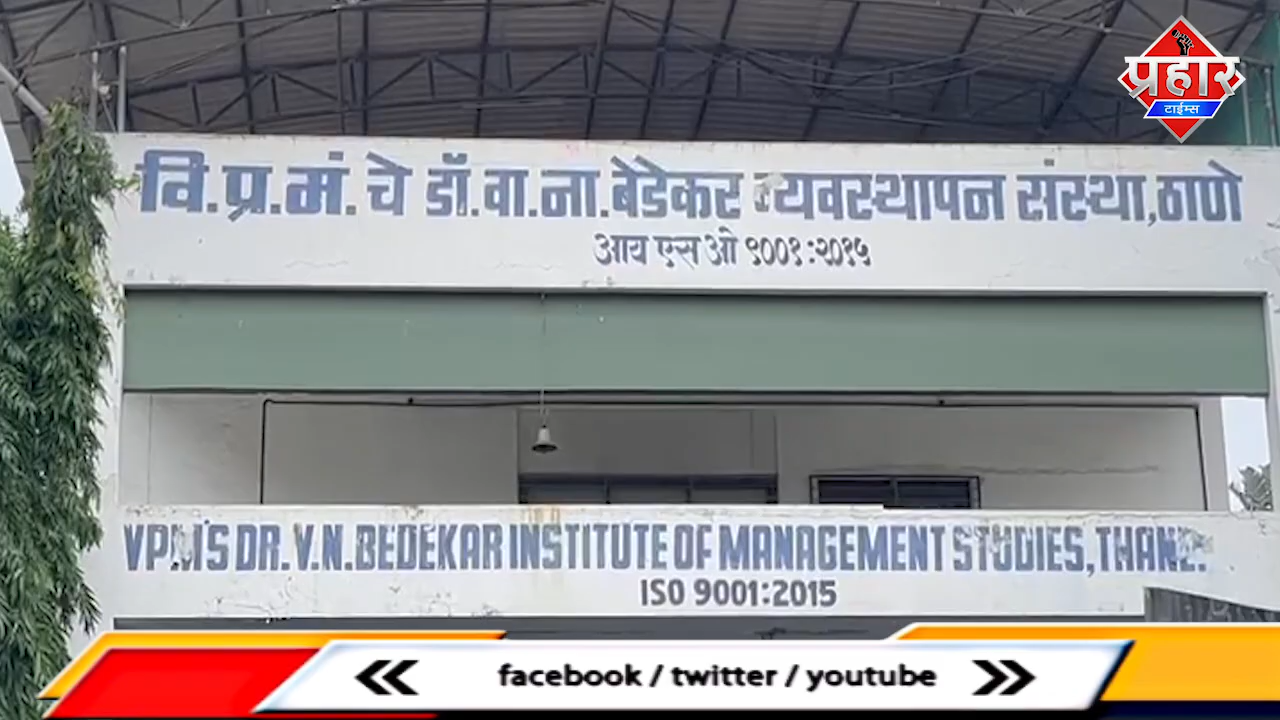 प्रहार
टाईम्स
वि.प्र.मं.चे डॉ.वा.ना.बेडेकर व्यवस्थापन संस्था,ठाणे
आय एस ओ ९००१:२०१५
VPM'S DR.V.N.BEDEKAR INSTITUTE OF MANAGEMENT STUDIES,THANE.
ISO 9001:2015
facebook / twitter / youtube